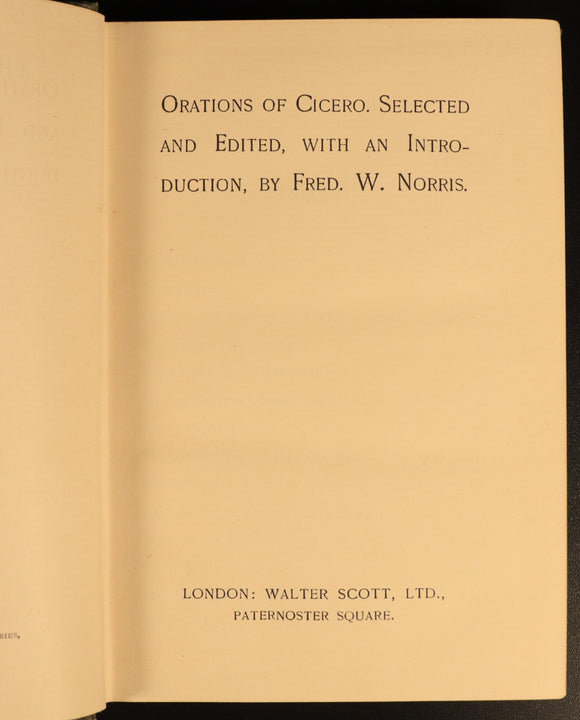 Orations of Cicero. Selected
and Edited, with an Intro-
duction, by Fred. W. Norris.
LONDON: WALTER SCOTT, LTD.,
PATERNOSTER SQUARE.